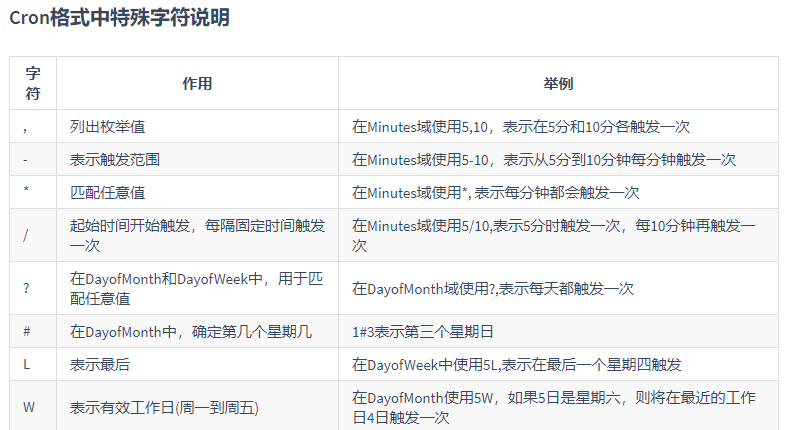 Cron格式中特殊字符说明
字
符
作用
举例
,
列出枚举值
在Minutes域使用5,10，表示在5分和10分各触发一次
-
表示触发范围
在Minutes域使用5-10，表示从5分到10分钟每分钟触发一次
*
匹配任意值
在Minutes域使用*, 表示每分钟都会触发一次
/
起始时间开始触发，每隔固定时间触发
一次
在Minutes域使用5/10,表示5分时触发一次，每10分钟再触发一
次
?
在DayofMonth和DayofWeek中，用于匹
配任意值
在DayofMonth域使用?,表示每天都触发一次
#
在DayofMonth中，确定第几个星期几
1#3表示第三个星期日
L
表示最后
在DayofWeek中使用5L,表示在最后一个星期四触发
W
表示有效工作日(周一到周五)
在DayofMonth使用5W，如果5日是星期六，则将在最近的工作
日4日触发一次